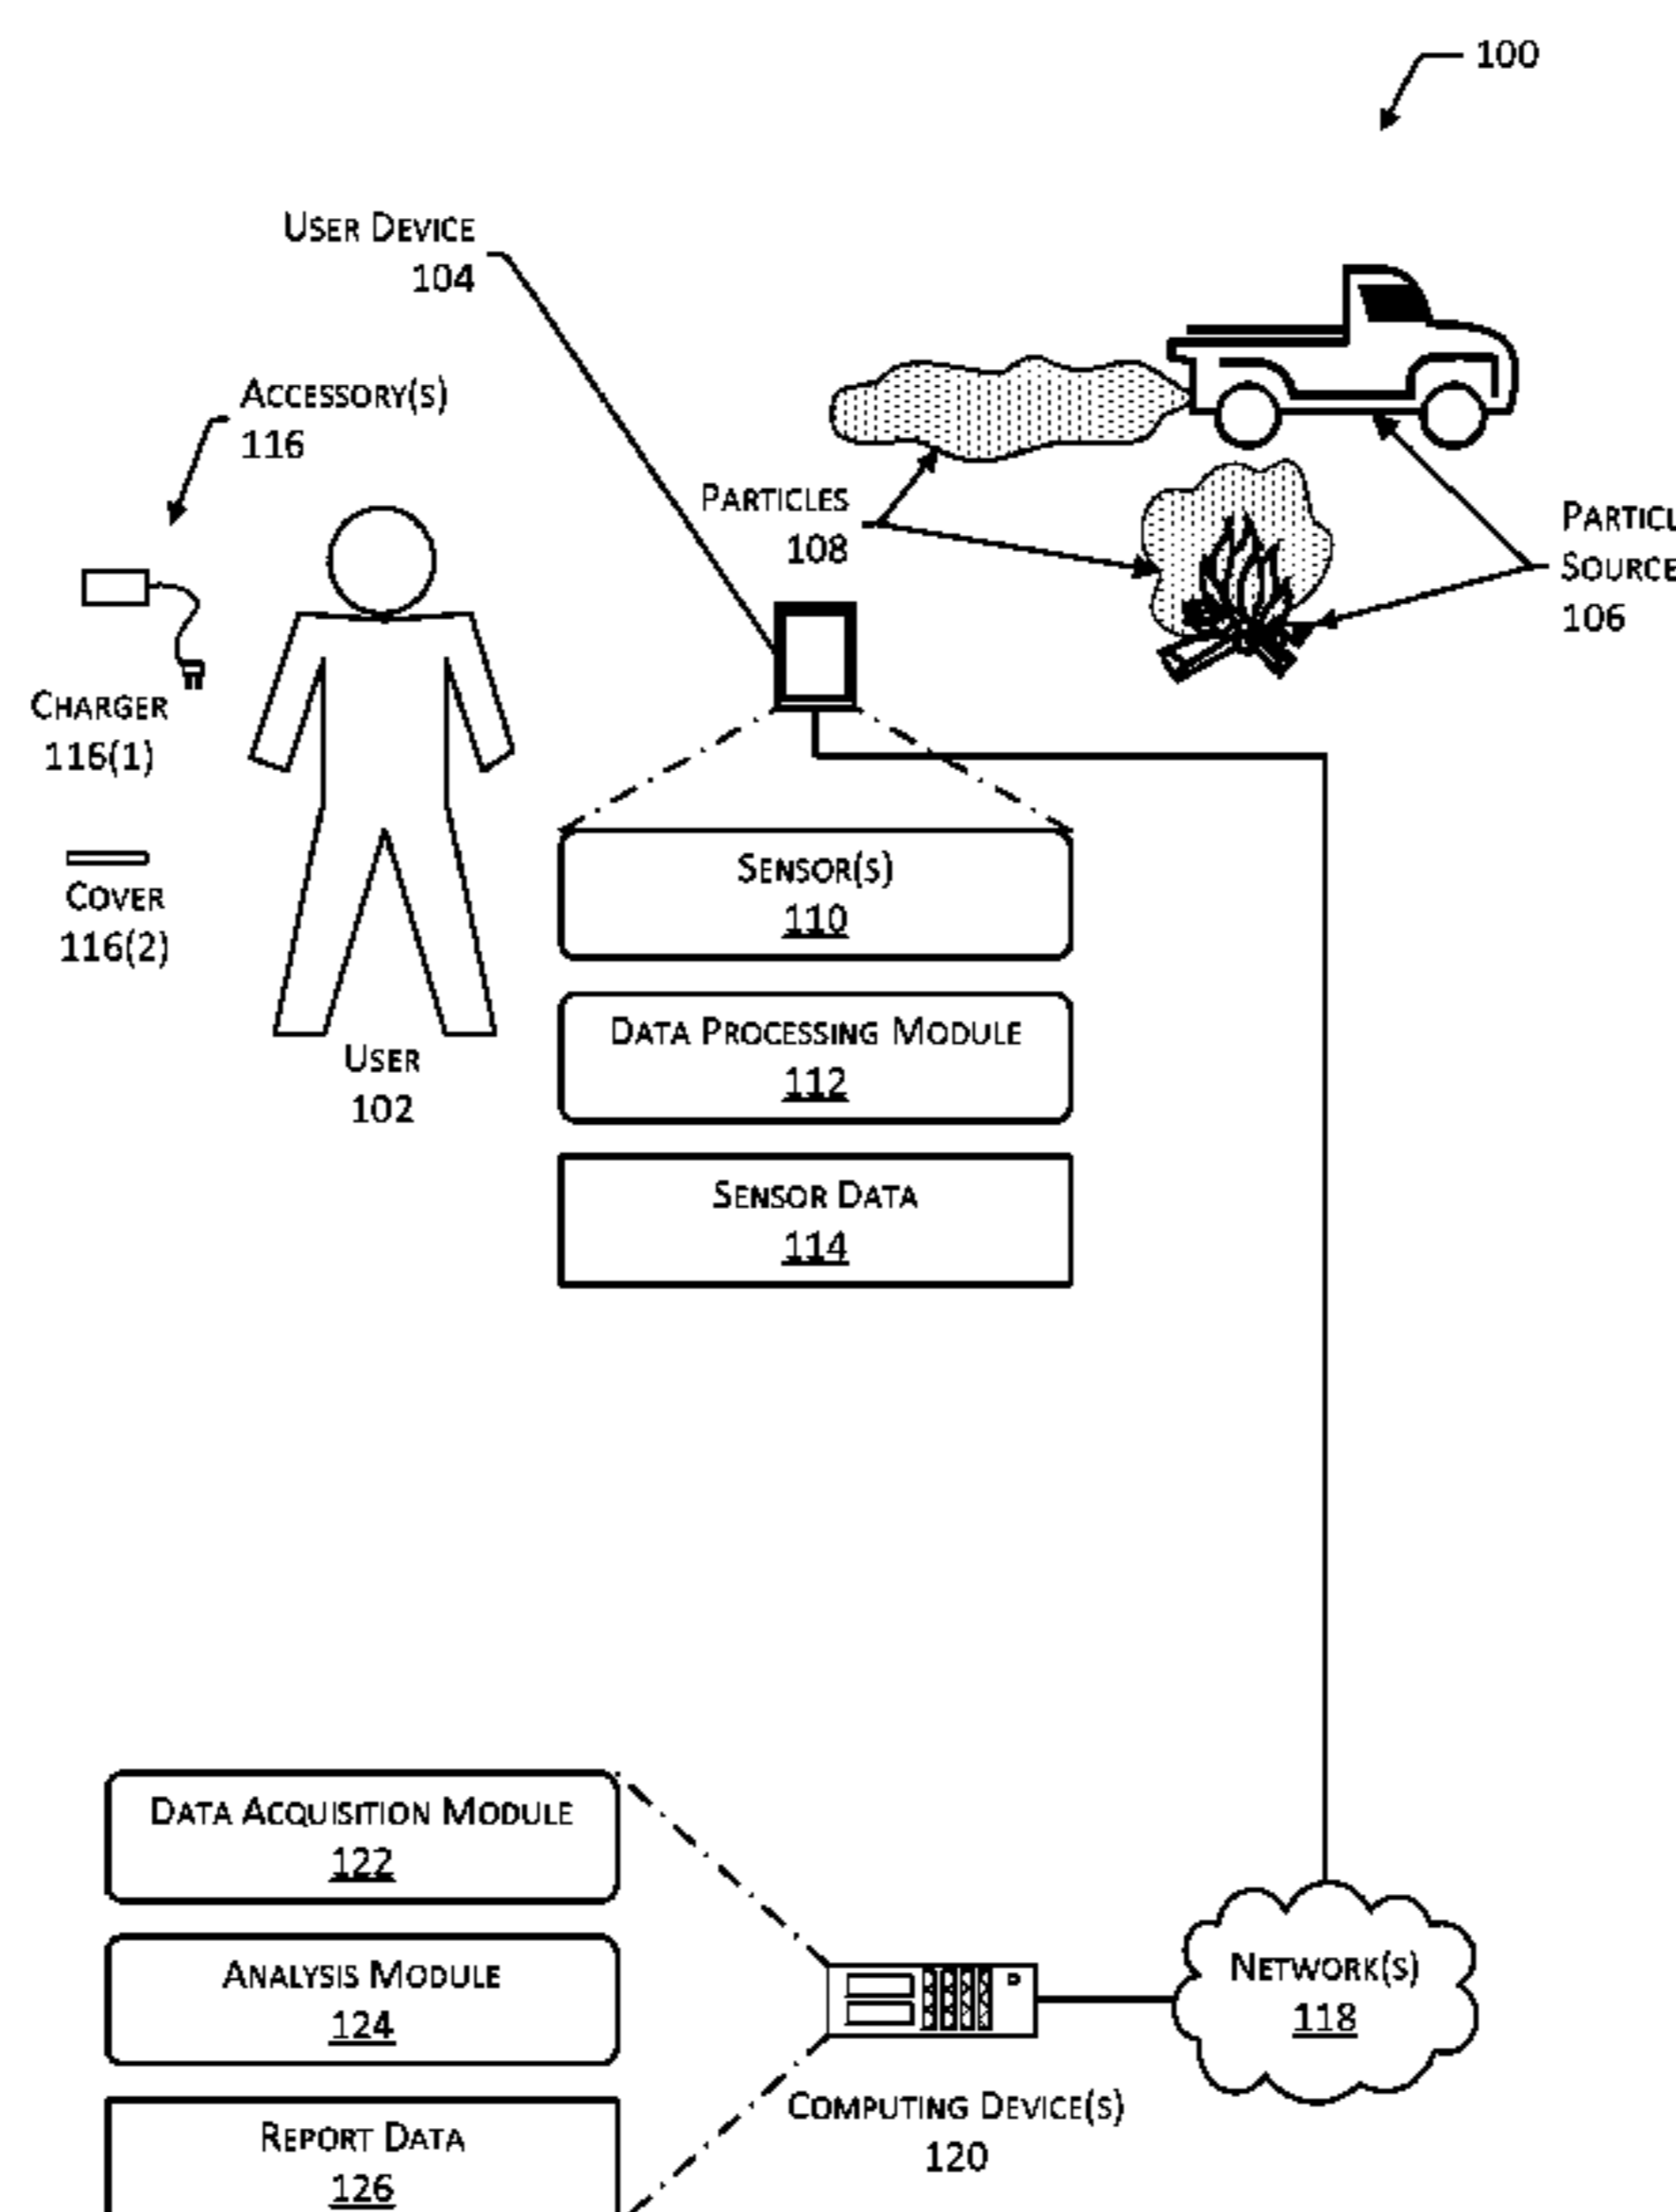 100
USER DEVICE
104
ACCESSORY(S)
116
PARTICLES
108
SOURCE
106
CHARGER
116(1)
COVER
116(2)
USER
102
SENSOR(S)
110
DATA PROCESSING MODULE
112
SENSOR DATA
114
DATA ACQUISITION MODULE
122
ANALYSIS MODULE
124
REPORT DATA
126
COMPUTING DEVICE(S)
120
NETWORK(S)
118